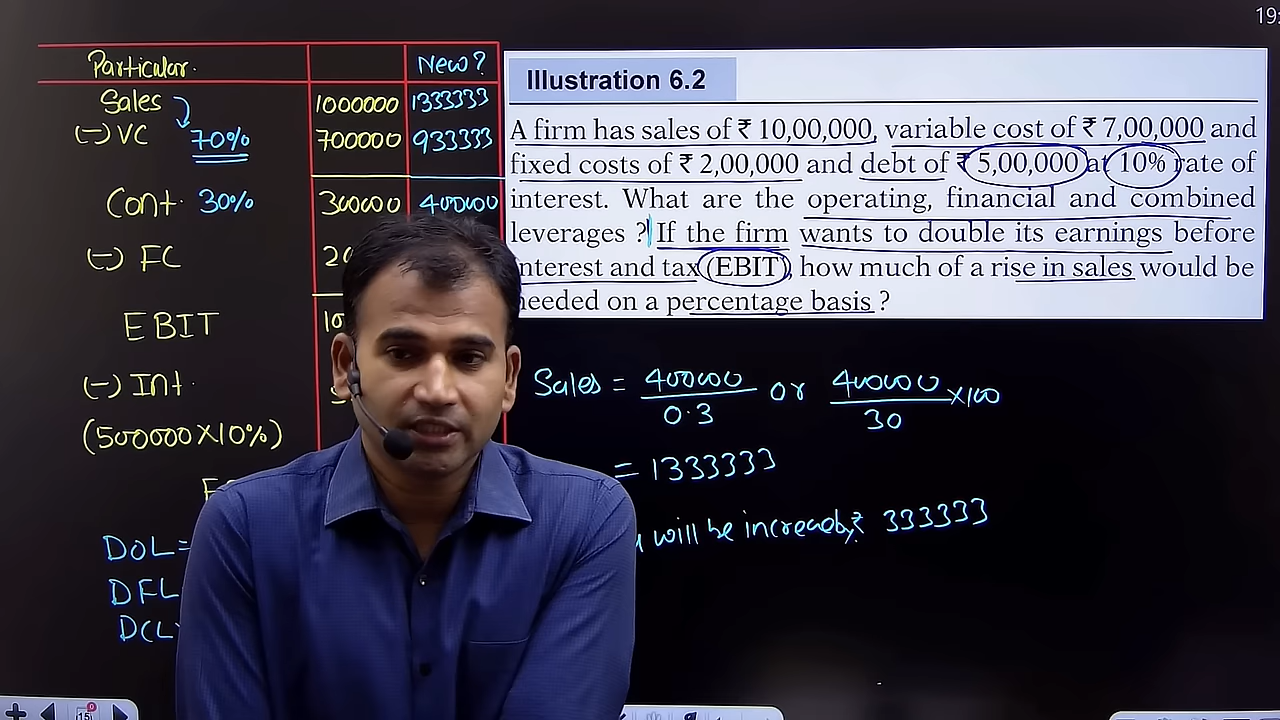 19:
Particular. New?
Sales 1000000 1333333
(-) VC 70% 700000 933333
Cont. 30% 300000 400000
(-) FC
EBIT
(-) Int.
(500000×10%)
DOL=
DFL
DCL
Illustration 6.2
A firm has sales of ₹ 10,00,000, variable cost of ₹ 7,00,000 and
fixed costs of ₹ 2,00,000 and debt of ₹ 5,00,000 at 10% rate of
interest. What are the operating, financial and combined
leverages ? If the firm wants to double its earnings before
interest and tax (EBIT), how much of a rise in sales would be
needed on a percentage basis ?
Sales = 400000 / 0.3 or 400000 / 30 ×100
= 1333333
will be increase by ₹ 333333
15